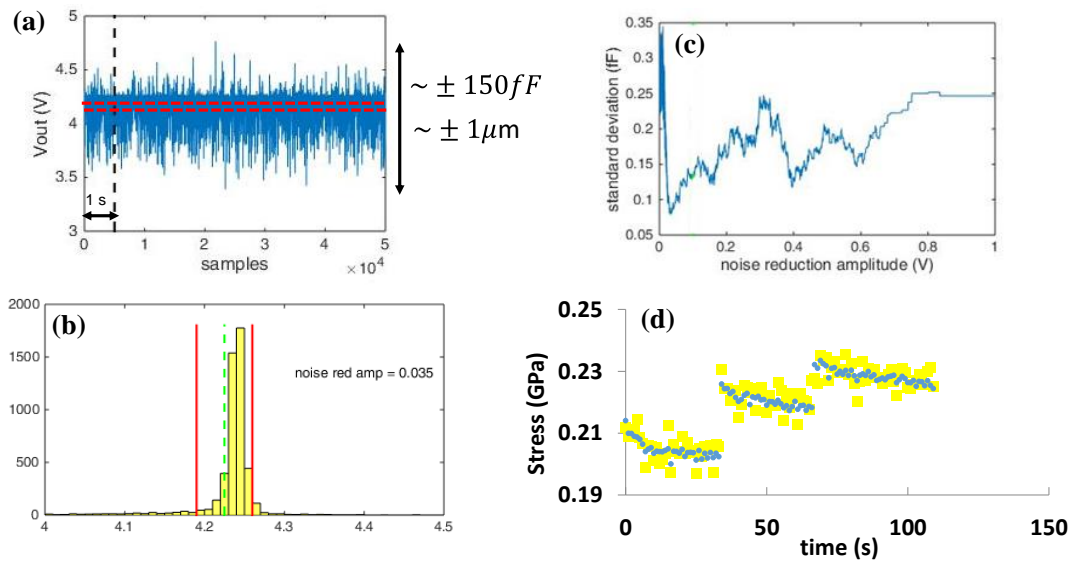 (a)
5
4.5
4
3.5
3
Vout (V)
1 s
0 1 2 3 4 5
samples
× 10⁴
~ ± 150fF
~ ± 1μm
(c)
0.35
0.3
0.25
0.2
0.15
0.1
0.05
standard deviation (fF)
0 0.2 0.4 0.6 0.8 1
noise reduction amplitude (V)
(b)
2000
1500
1000
500
0
noise red amp = 0.035
4 4.1 4.2 4.3 4.4 4.5
(d)
0.25
0.23
0.21
0.19
Stress (GPa)
0 50 100 150
time (s)